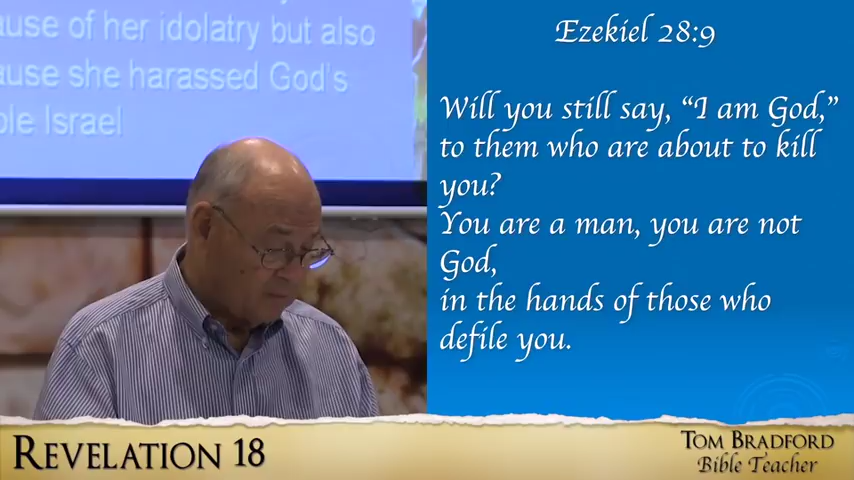 ause of her idolatry but also
ause she harassed God's
ple Israel
Ezekiel 28:9
Will you still say, “I am God,”
to them who are about to kill
you?
You are a man, you are not
God,
in the hands of those who
defile you.
REVELATION 18
TOM BRADFORD
Bible Teacher